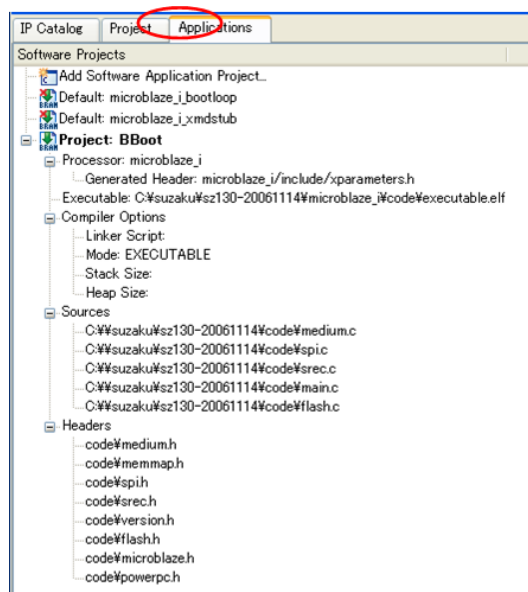 IP Catalog Project Applications
Software Projects
Add Software Application Project...
BRAM Default: microblaze_i_bootloop
BRAM Default: microblaze_i_xmdstub
BRAM Project: BBoot
Processor: microblaze_i
Generated Header: microblaze_i/include/xparameters.h
Executable: C:¥suzaku¥sz130-20061114¥microblaze_i¥code¥executable.elf
Compiler Options
Linker Script:
Mode: EXECUTABLE
Stack Size:
Heap Size:
Sources
C:¥¥suzaku¥sz130-20061114¥code¥medium.c
C:¥¥suzaku¥sz130-20061114¥code¥spi.c
C:¥¥suzaku¥sz130-20061114¥code¥srec.c
C:¥¥suzaku¥sz130-20061114¥code¥main.c
C:¥¥suzaku¥sz130-20061114¥code¥flash.c
Headers
code¥medium.h
code¥memmap.h
code¥spi.h
code¥srec.h
code¥version.h
code¥flash.h
code¥microblaze.h
code¥powerpc.h